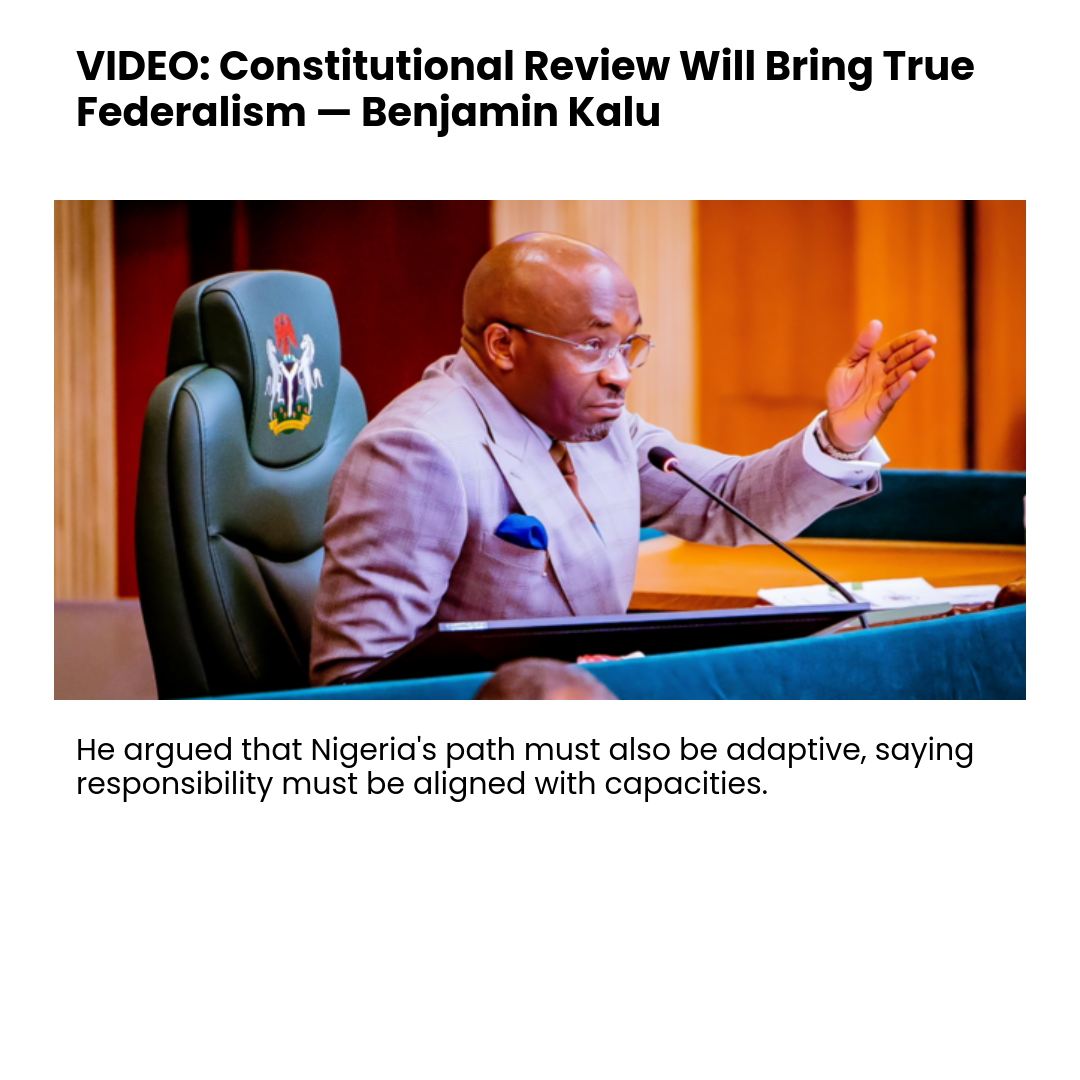 VIDEO: Constitutional Review Will Bring True
Federalism — Benjamin Kalu
He argued that Nigeria's path must also be adaptive, saying
responsibility must be aligned with capacities.